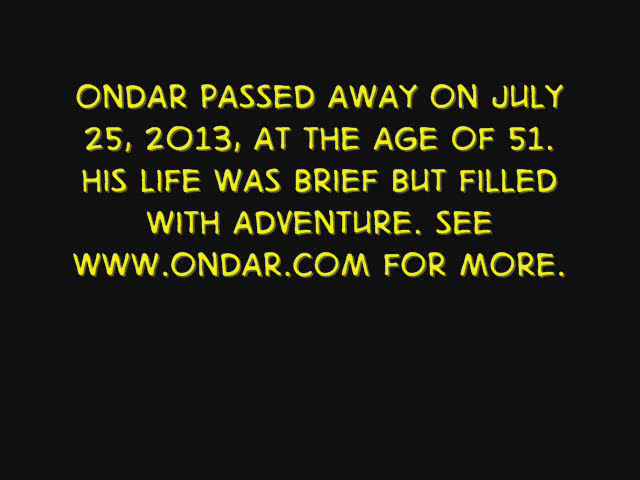 ONDAR PASSED AWAY ON JULY
25, 2013, AT THE AGE OF 51.
HIS LIFE WAS BRIEF BUT FILLED
WITH ADVENTURE. SEE
WWW.ONDAR.COM FOR MORE.